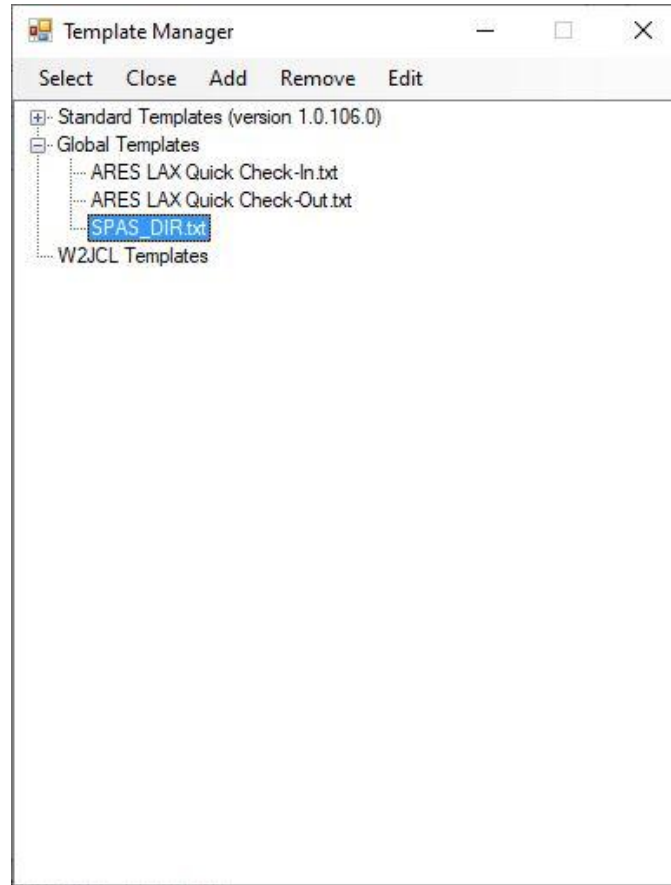 Template Manager
Select Close Add Remove Edit
Standard Templates (version 1.0.106.0)
Global Templates
ARES LAX Quick Check-In.txt
ARES LAX Quick Check-Out.txt
SPAS_DIR.txt
W2JCL Templates